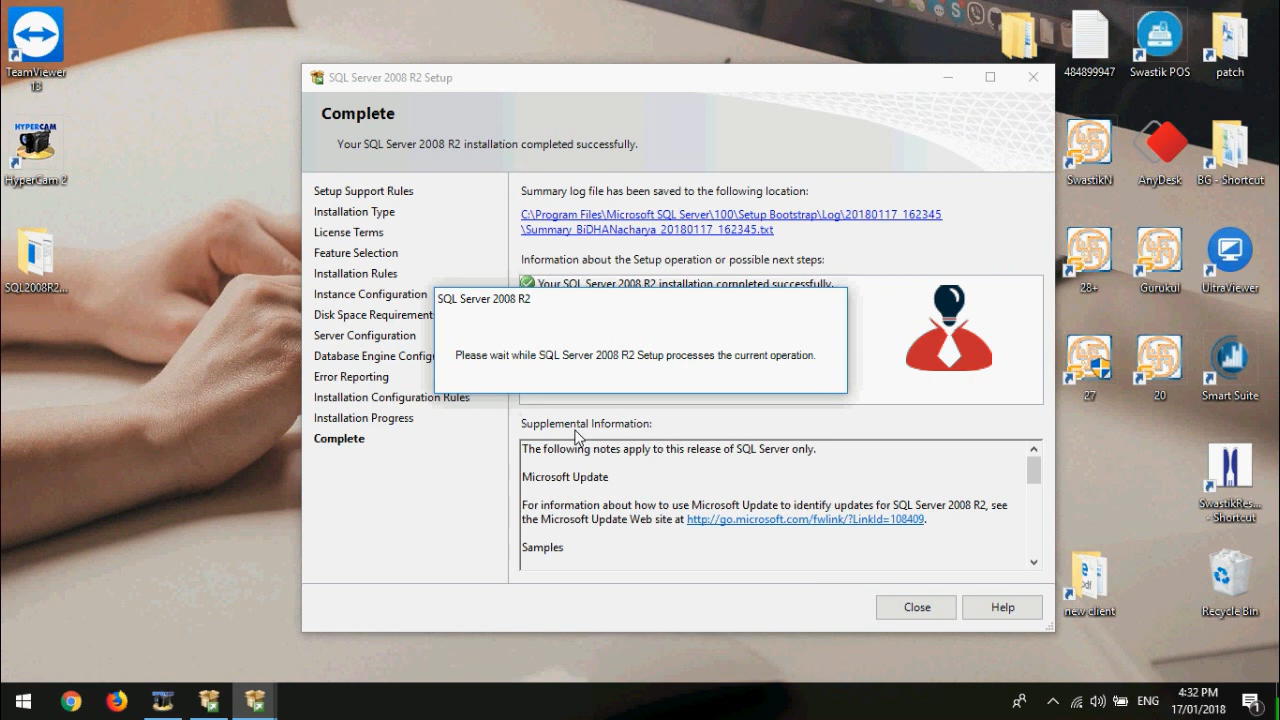 TeamViewer
13
HYPERCAM
HyperCam 2
SQL2008R2...
484899947
Swastik POS
patch
SwastikN
AnyDesk
BG - Shortcut
28+
Gurukul
UltraViewer
27
20
Smart Suite
SwastikRes...
- Shortcut
new client
Recycle Bin
SQL Server 2008 R2 Setup
Complete
Your SQL Server 2008 R2 installation completed successfully.
Setup Support Rules
Installation Type
License Terms
Feature Selection
Installation Rules
Instance Configuration
Disk Space Requirement
Server Configuration
Database Engine Config
Error Reporting
Installation Configuration Rules
Installation Progress
Complete
Summary log file has been saved to the following location:
C:\Program Files\Microsoft SQL Server\100\Setup Bootstrap\Log\20180117_162345
\Summary_BiDHANacharya_20180117_162345.txt
Information about the Setup operation or possible next steps:
Your SQL Server 2008 R2 installation completed successfully.
SQL Server 2008 R2
Please wait while SQL Server 2008 R2 Setup processes the current operation.
Supplemental Information:
The following notes apply to this release of SQL Server only.
Microsoft Update
For information about how to use Microsoft Update to identify updates for SQL Server 2008 R2, see
the Microsoft Update Web site at http://go.microsoft.com/fwlink/?LinkId=108409.
Samples
Close
Help
ENG
4:32 PM
17/01/2018
1